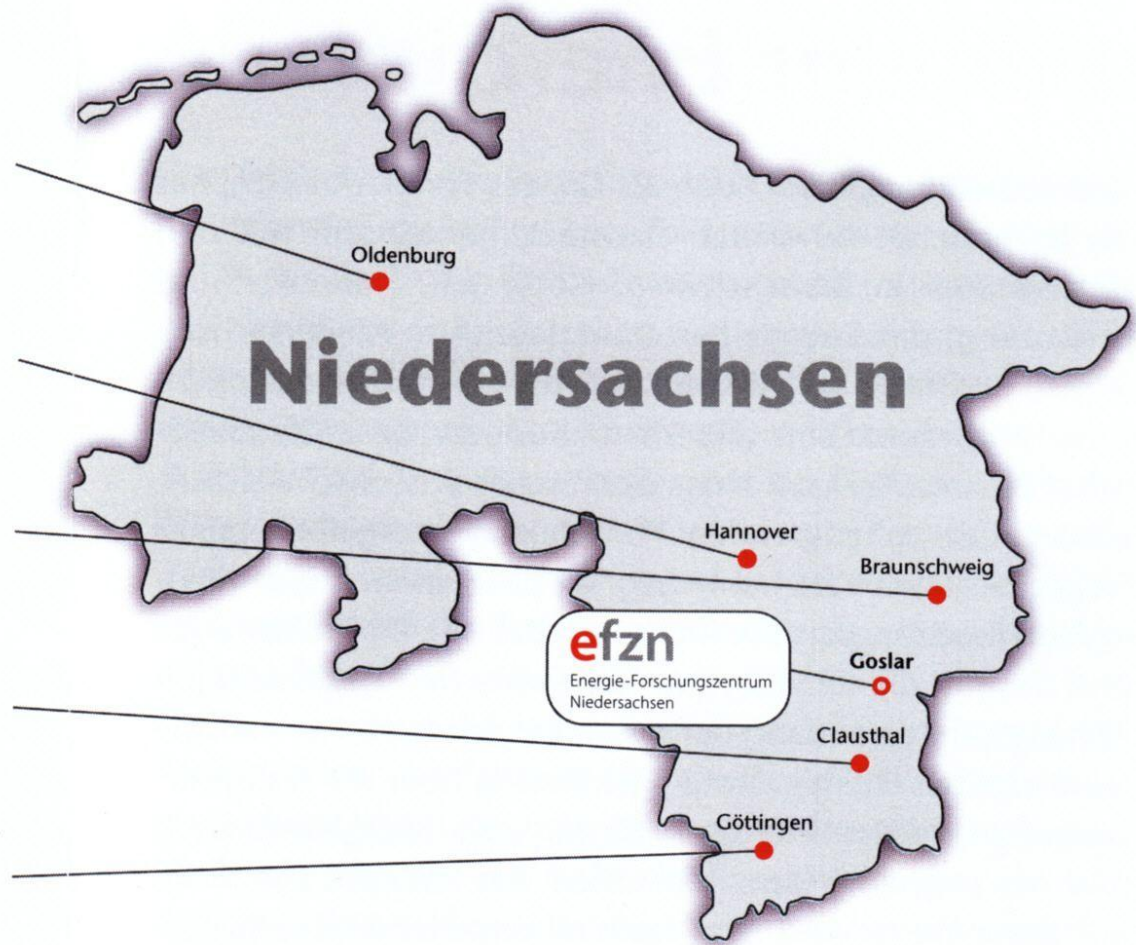 Oldenburg
Niedersachsen
Hannover
Braunschweig
efzn
Energie-Forschungszentrum
Niedersachsen
Goslar
Clausthal
Göttingen